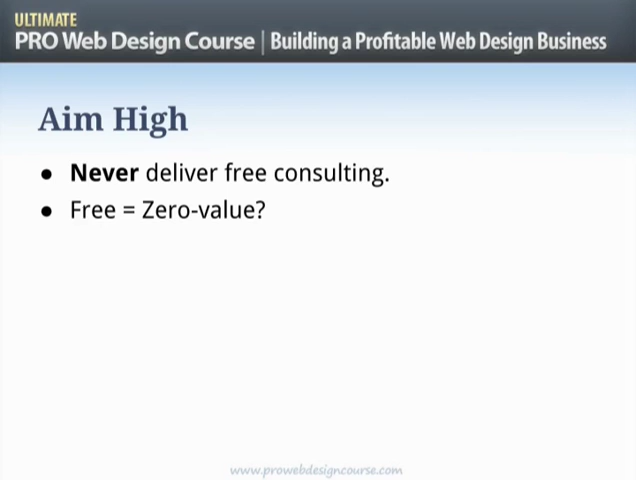 ULTIMATE
PRO Web Design Course | Building a Profitable Web Design Business
Aim High
● Never deliver free consulting.
● Free = Zero-value?
www.prowebdesigncourse.com